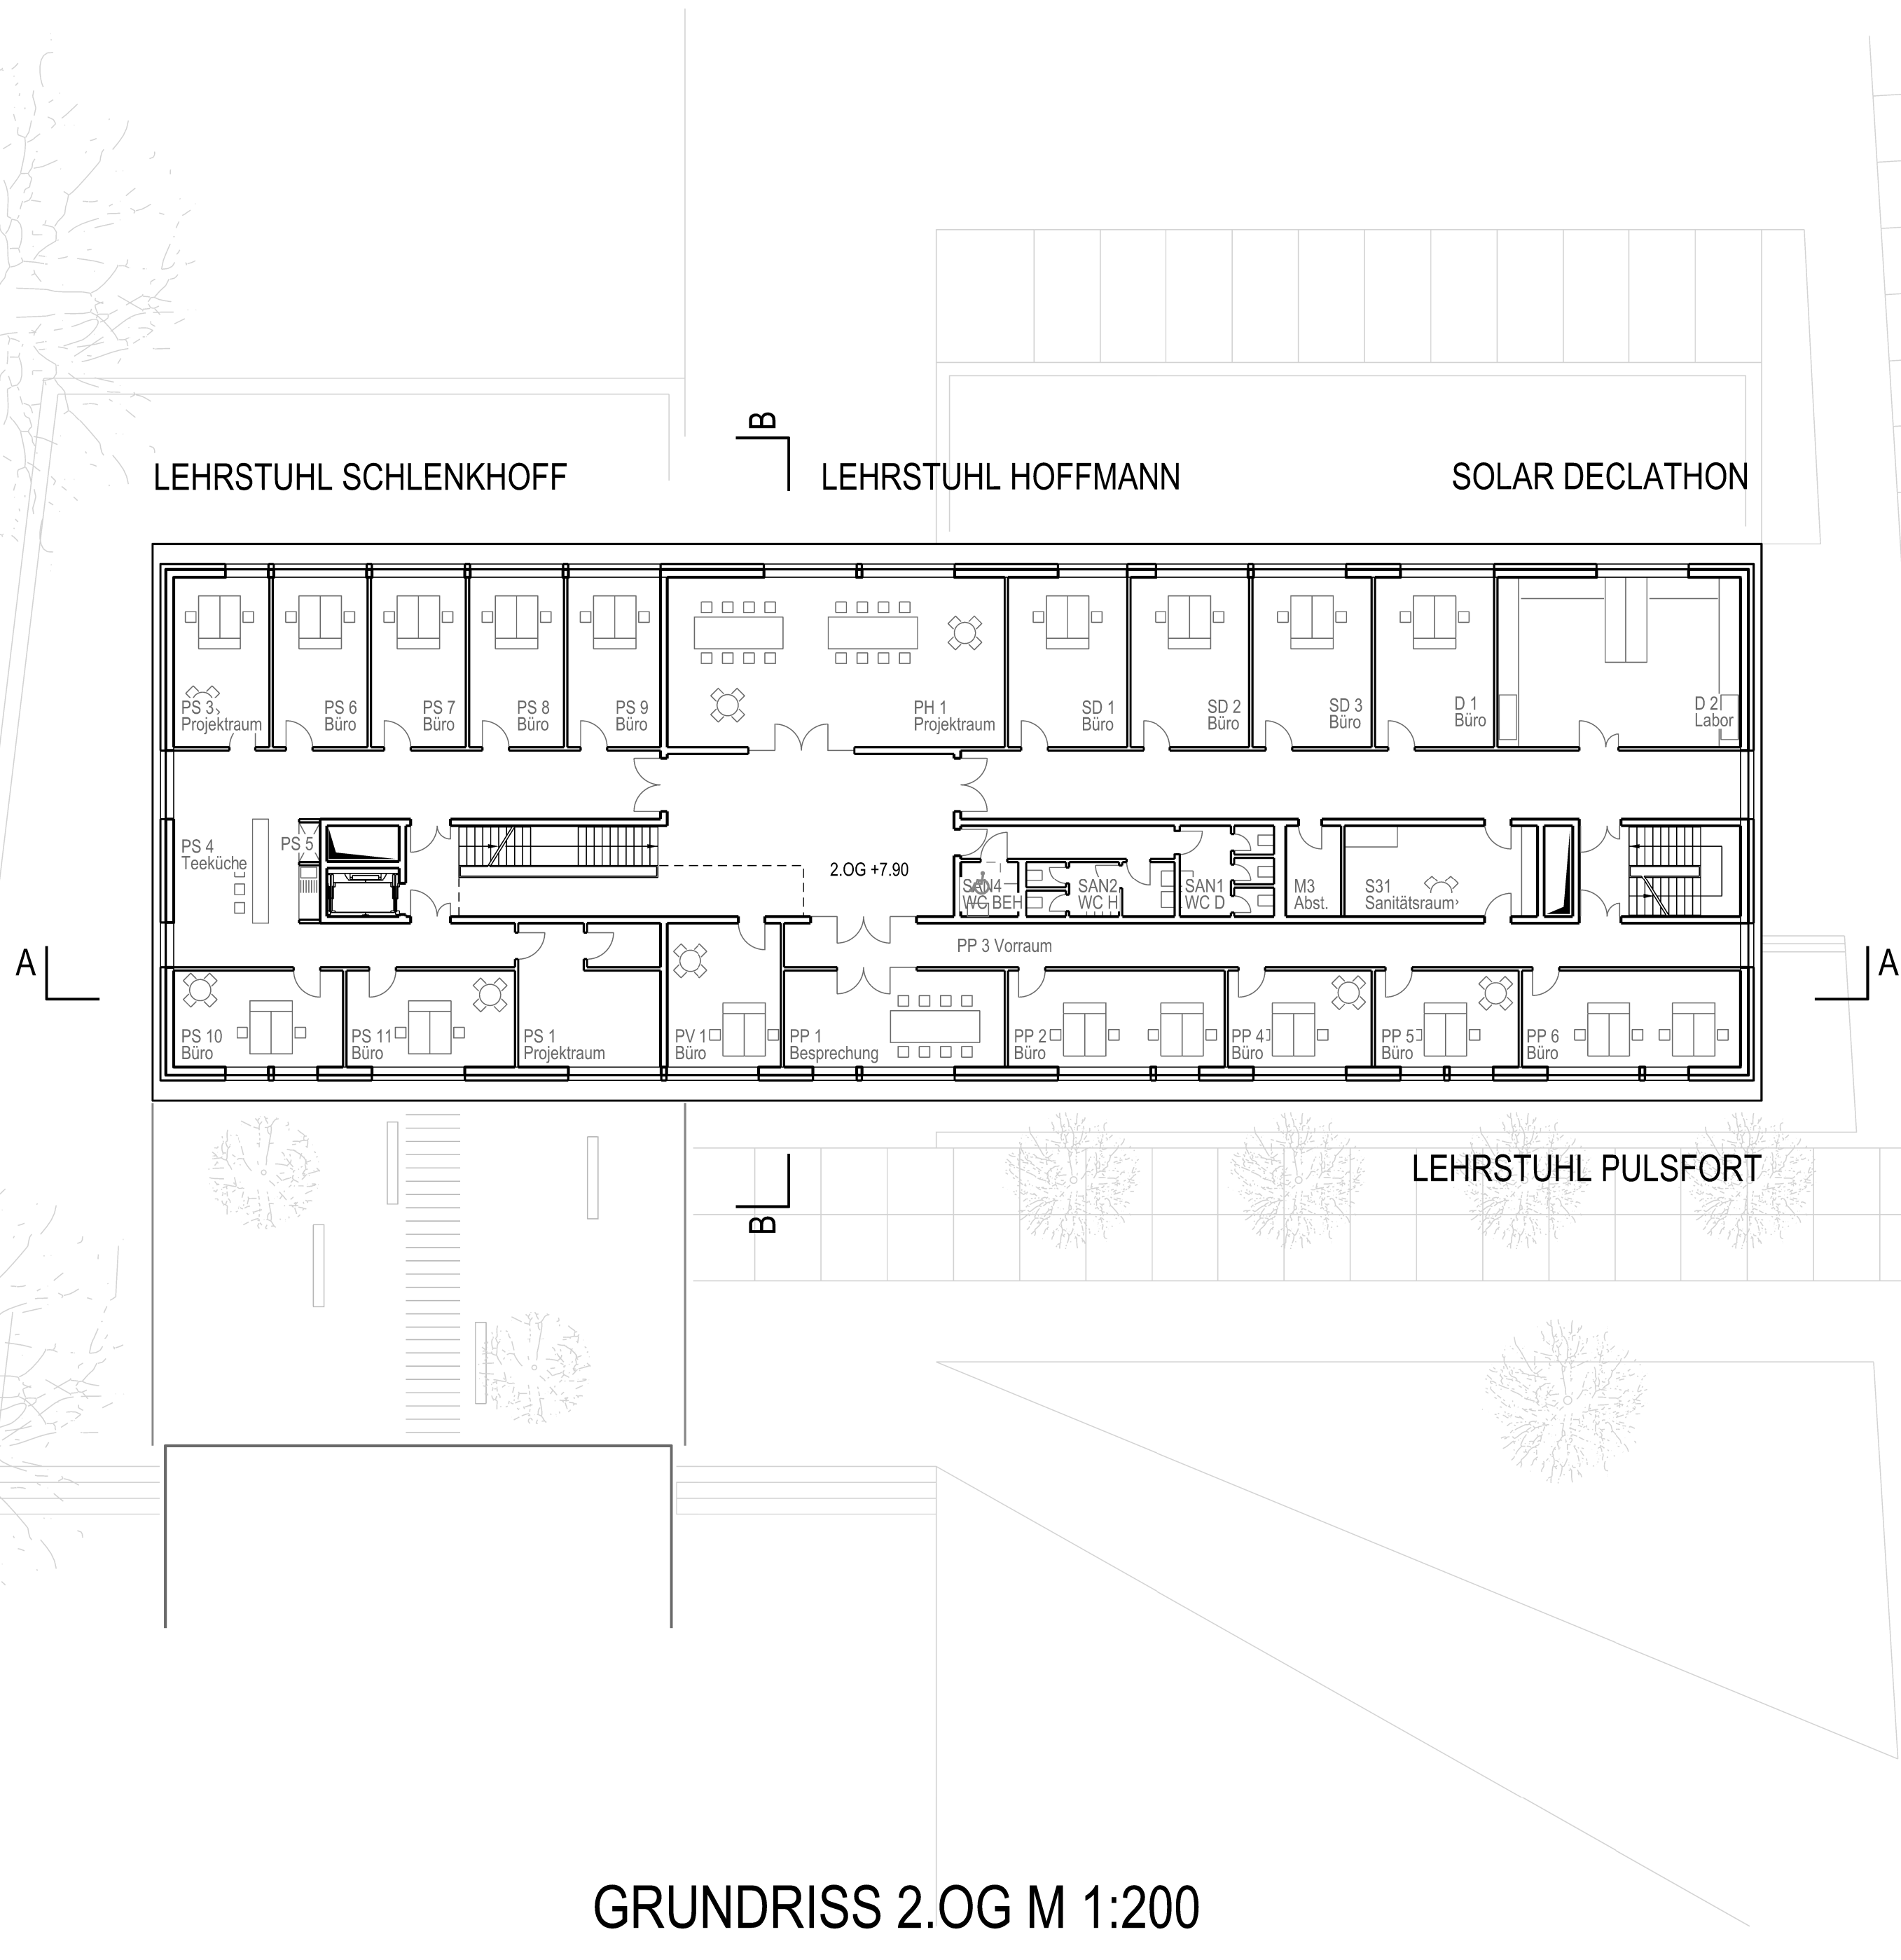 B
LEHRSTUHL SCHLENKHOFF
LEHRSTUHL HOFFMANN
SOLAR DECLATHON
PS 3
Projektraum
PS 6
Büro
PS 7
Büro
PS 8
Büro
PS 9
Büro
PH 1
Projektraum
SD 1
Büro
SD 2
Büro
SD 3
Büro
D 1
Büro
D 2
Labor
PS 4
Teeküche
PS 5
2.OG +7.90
SAN4
WC BEH
SAN2
WC H
SAN1
WC D
M3
Abst.
S31
Sanitätsraum
PP 3 Vorraum
A
A
PS 10
Büro
PS 11
Büro
PS 1
Projektraum
PV 1
Büro
PP 1
Besprechung
PP 2
Büro
PP 4
Büro
PP 5
Büro
PP 6
Büro
LEHRSTUHL PULSFORT
B
GRUNDRISS 2.OG M 1:200